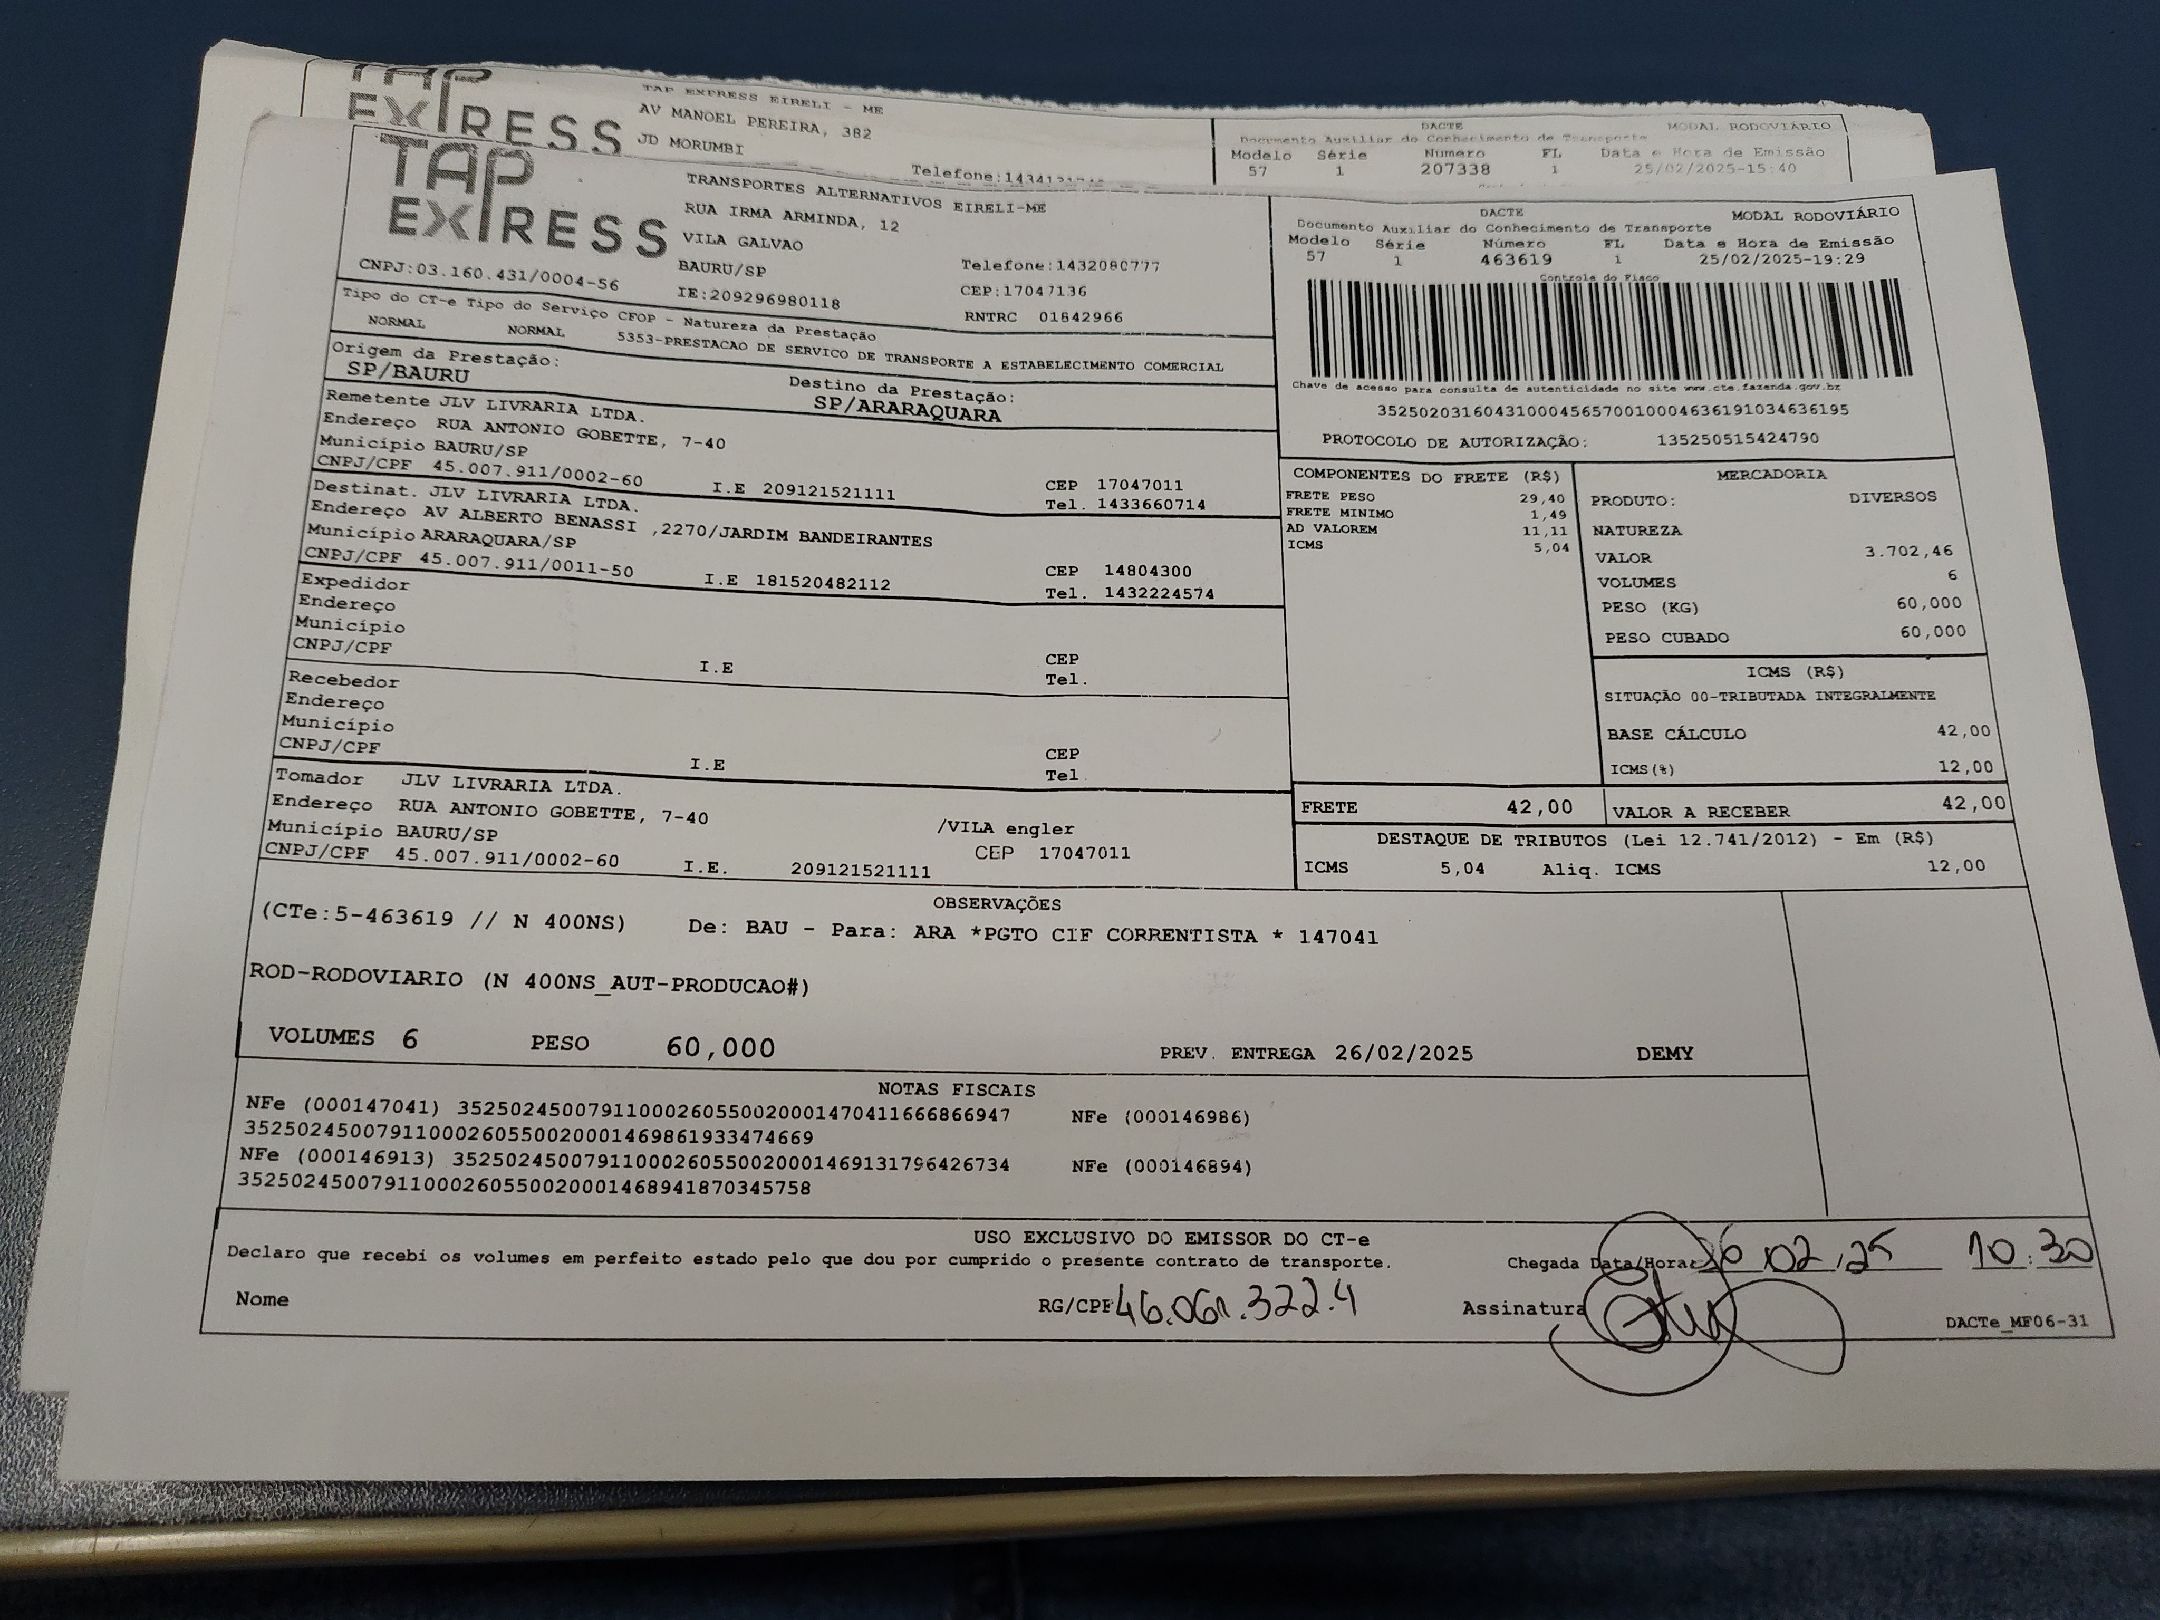 TAP EXPRESS
TAP EXPRESS EIRELI - ME
AV MANOEL PEREIRA, 382
JD MORUMBI
DACTE MODAL RODOVIÁRIO
Documento Auxiliar do Conhecimento de Transporte
Modelo Série Número FL Data e Hora de Emissão
57 1 207338 1 25/02/2025-15:40
TAP EXPRESS
CNPJ:03.160.431/0004-56
TRANSPORTES ALTERNATIVOS EIRELI-ME
RUA IRMA ARMINDA, 12
VILA GALVAO
BAURU/SP Telefone:1432080777
IE:209296980118 CEP:17047136
RNTRC 01842966
DACTE MODAL RODOVIÁRIO
Documento Auxiliar do Conhecimento de Transporte
Modelo Série Número FL Data e Hora de Emissão
57 1 463619 1 25/02/2025-19:29
Controle do Fisco
Chave de acesso para consulta de autenticidade no site www.cte.fazenda.gov.br
35250203160431000456570010004636191034636195
PROTOCOLO DE AUTORIZAÇÃO: 135250515424790
Tipo do CT-e Tipo do Serviço CFOP - Natureza da Prestação
NORMAL NORMAL 5353-PRESTACAO DE SERVICO DE TRANSPORTE A ESTABELECIMENTO COMERCIAL
Origem da Prestação: Destino da Prestação:
SP/BAURU SP/ARARAQUARA
Remetente JLV LIVRARIA LTDA.
Endereço RUA ANTONIO GOBETTE, 7-40
Município BAURU/SP CEP 17047011
CNPJ/CPF 45.007.911/0002-60 I.E 209121521111 Tel. 1433660714
Destinat. JLV LIVRARIA LTDA.
Endereço AV ALBERTO BENASSI ,2270/JARDIM BANDEIRANTES
Município ARARAQUARA/SP CEP 14804300
CNPJ/CPF 45.007.911/0011-50 I.E 181520482112 Tel. 1432224574
Expedidor
Endereço
Município CEP
CNPJ/CPF I.E Tel.
Recebedor
Endereço
Município CEP
CNPJ/CPF I.E Tel
Tomador JLV LIVRARIA LTDA.
Endereço RUA ANTONIO GOBETTE, 7-40 /VILA engler
Município BAURU/SP CEP 17047011
CNPJ/CPF 45.007.911/0002-60 I.E. 209121521111
COMPONENTES DO FRETE (R$)
FRETE PESO 29,40
FRETE MINIMO 1,49
AD VALOREM 11,11
ICMS 5,04
MERCADORIA
PRODUTO: DIVERSOS
NATUREZA
VALOR 3.702,46
VOLUMES 6
PESO (KG) 60,000
PESO CUBADO 60,000
ICMS (R$)
SITUAÇÃO 00-TRIBUTADA INTEGRALMENTE
BASE CÁLCULO 42,00
ICMS(%) 12,00
FRETE 42,00 VALOR A RECEBER 42,00
DESTAQUE DE TRIBUTOS (Lei 12.741/2012) - Em (R$)
ICMS 5,04 Aliq. ICMS 12,00
OBSERVAÇÕES
(CTe:5-463619 // N 400NS) De: BAU - Para: ARA *PGTO CIF CORRENTISTA * 147041
ROD-RODOVIARIO (N 400NS_AUT-PRODUCAO#)
VOLUMES 6 PESO 60,000 PREV. ENTREGA 26/02/2025 DEMY
NOTAS FISCAIS
NFe (000147041) 35250245007911000260550020001470411666866947 NFe (000146986)
35250245007911000260550020001469861933474669
NFe (000146913) 35250245007911000260550020001469131796426734 NFe (000146894)
35250245007911000260550020001468941870345758
USO EXCLUSIVO DO EMISSOR DO CT-e
Declaro que recebi os volumes em perfeito estado pelo que dou por cumprido o presente contrato de transporte. Chegada Data/Hora: 26.02.25 10:30
Nome RG/CPF 46.061.322.4 Assinatura
DACTe_MF06-31